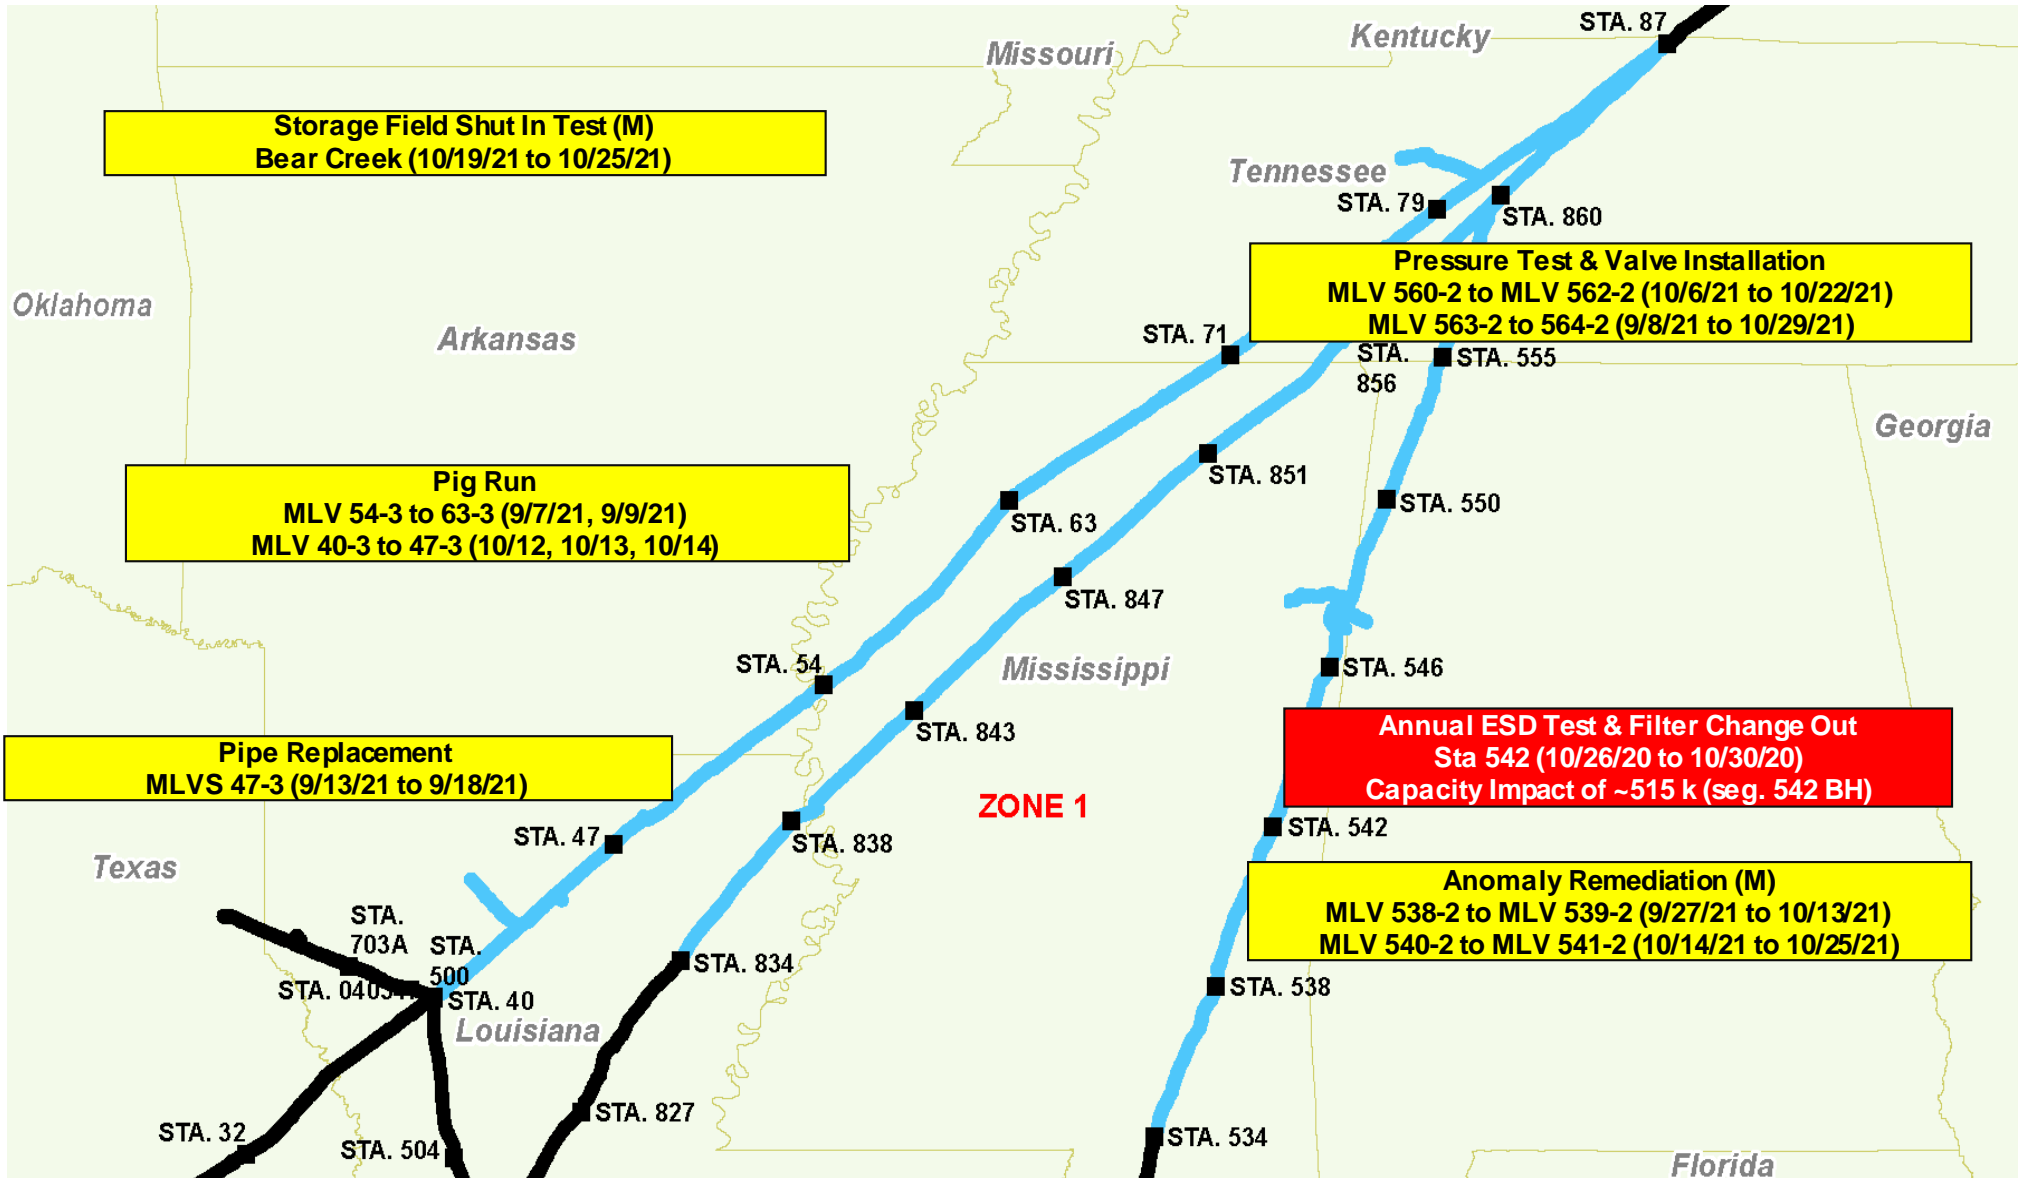 STA. 87
Kentucky
Missouri
Storage Field Shut In Test (M)
Bear Creek (10/19/21 to 10/25/21)
Tennessee
STA. 79
STA. 860
Pressure Test & Valve Installation
MLV 560-2 to MLV 562-2 (10/6/21 to 10/22/21)
MLV 563-2 to 564-2 (9/8/21 to 10/29/21)
Oklahoma
Arkansas
STA. 71
STA.
856
STA. 555
Georgia
Pig Run
MLV 54-3 to 63-3 (9/7/21, 9/9/21)
MLV 40-3 to 47-3 (10/12, 10/13, 10/14)
STA. 851
STA. 550
STA. 63
STA. 847
STA. 54
Mississippi
STA. 546
STA. 843
Annual ESD Test & Filter Change Out
Sta 542 (10/26/20 to 10/30/20)
Capacity Impact of ~515 k (seg. 542 BH)
Pipe Replacement
MLVS 47-3 (9/13/21 to 9/18/21)
ZONE 1
STA. 47
STA. 838
STA. 542
Texas
Anomaly Remediation (M)
MLV 538-2 to MLV 539-2 (9/27/21 to 10/13/21)
MLV 540-2 to MLV 541-2 (10/14/21 to 10/25/21)
STA.
703A
STA.
500
STA. 834
STA.
STA. 40
STA. 538
Louisiana
STA. 827
STA. 32
STA. 504
STA. 534
Florida